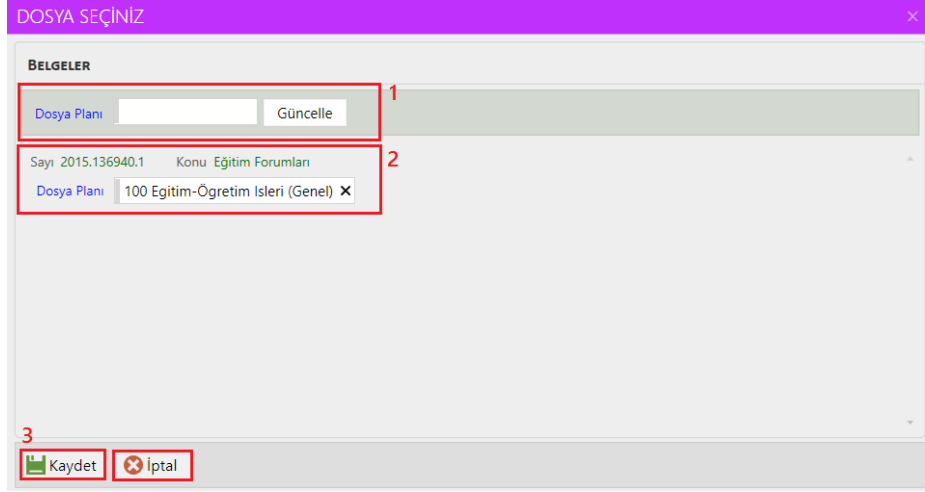 DOSYA SEÇİNİZ ×
BELGELER
1
Dosya Planı Güncelle
2
Sayı 2015.136940.1 Konu Eğitim Forumları
Dosya Planı 100 Egitim-Ögretim Isleri (Genel) ×
3
Kaydet İptal